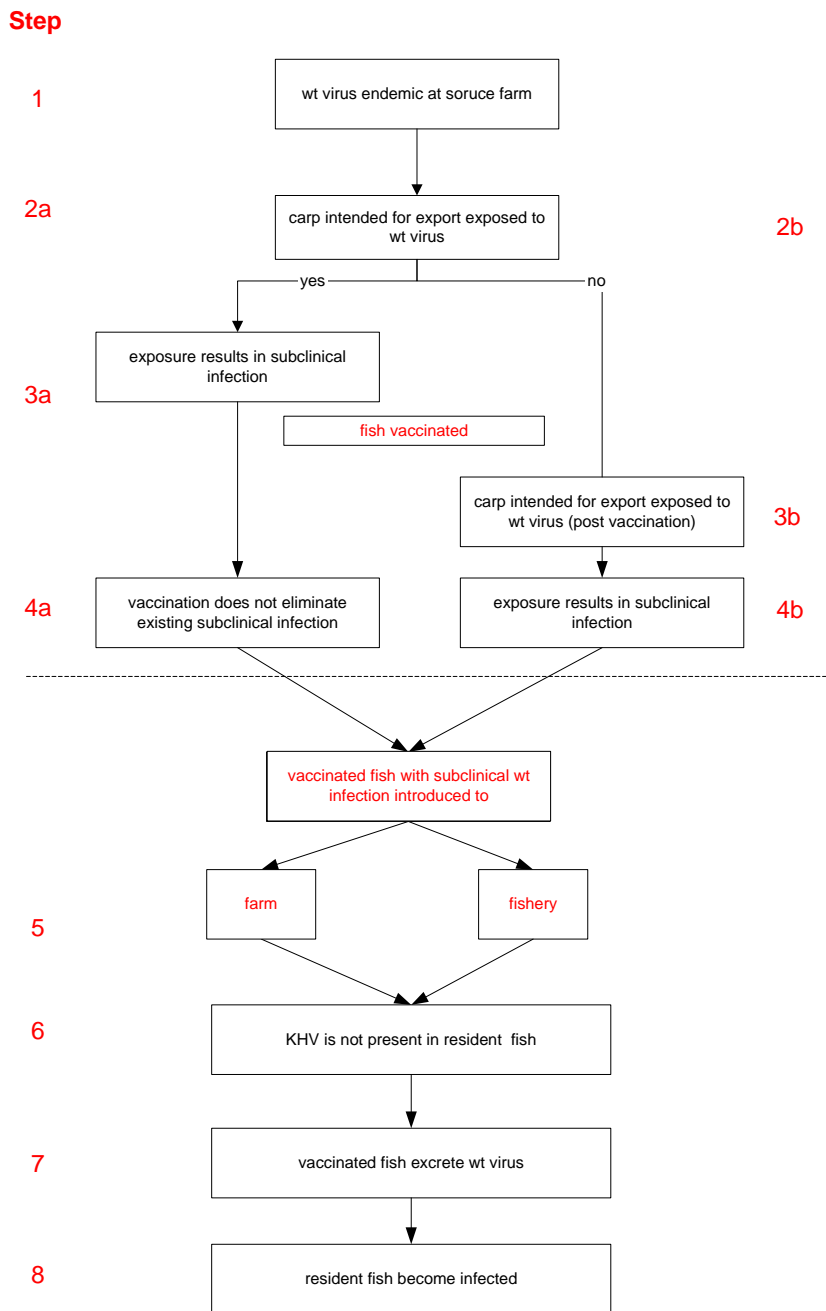 Step
1
wt virus endemic at soruce farm
2a
carp intended for export exposed to
wt virus
2b
yes
no
exposure results in subclinical
infection
3a
fish vaccinated
carp intended for export exposed to
wt virus (post vaccination)
3b
4a
vaccination does not eliminate
existing subclinical infection
exposure results in subclinical
infection
4b
vaccinated fish with subclinical wt
infection introduced to
farm
fishery
5
6
KHV is not present in resident fish
7
vaccinated fish excrete wt virus
8
resident fish become infected